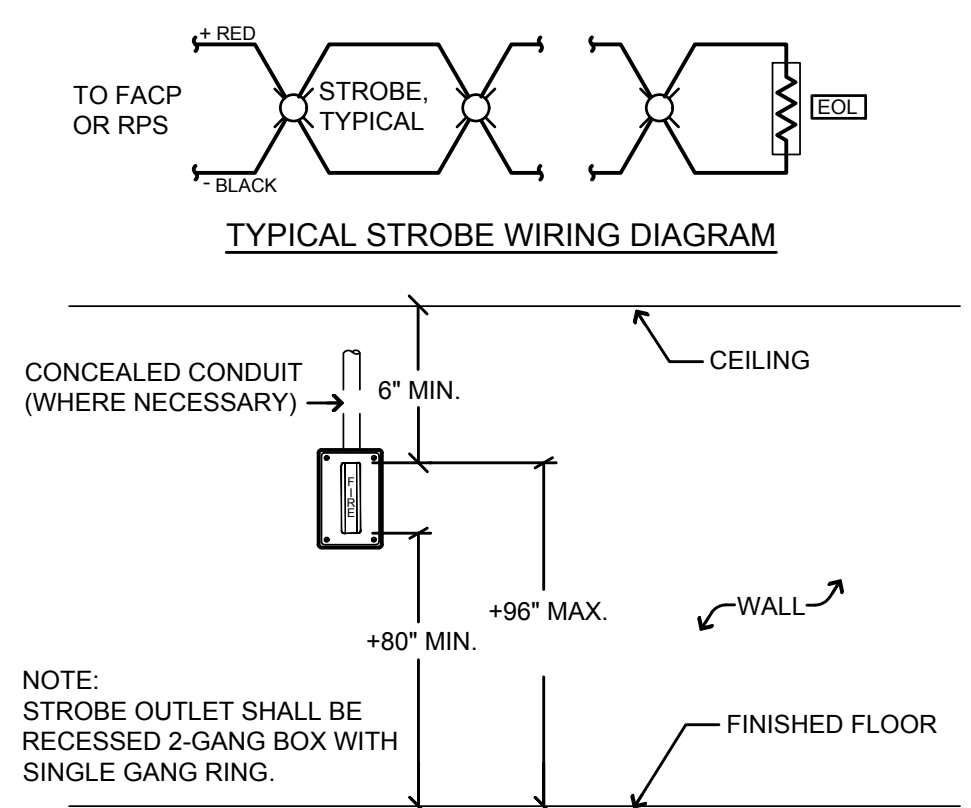 + RED
TO FACP
OR RPS
STROBE,
TYPICAL
EOL
- BLACK
TYPICAL STROBE WIRING DIAGRAM
CEILING
CONCEALED CONDUIT
(WHERE NECESSARY)
6" MIN.
FIRE
+96" MAX.
WALL
+80" MIN.
NOTE:
STROBE OUTLET SHALL BE
RECESSED 2-GANG BOX WITH
SINGLE GANG RING.
FINISHED FLOOR